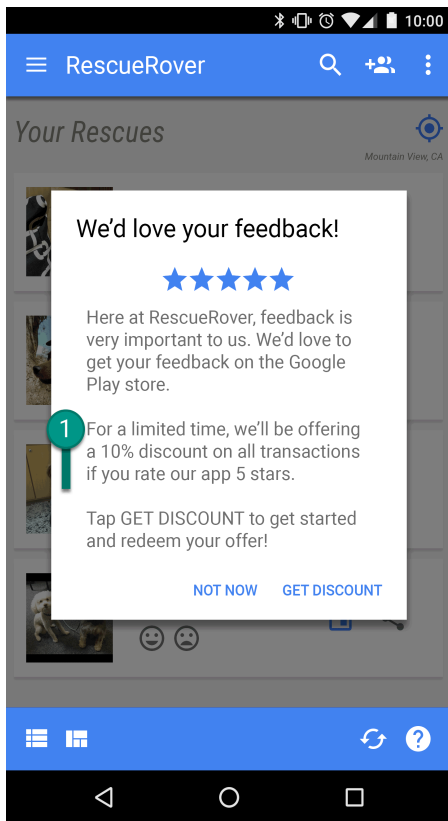 10:00
RescueRover
Your Rescues
Mountain View, CA
We’d love your feedback!
Here at RescueRover, feedback is
very important to us. We’d love to
get your feedback on the Google
Play store.
1
For a limited time, we’ll be offering
a 10% discount on all transactions
if you rate our app 5 stars.
Tap GET DISCOUNT to get started
and redeem your offer!
NOT NOW GET DISCOUNT